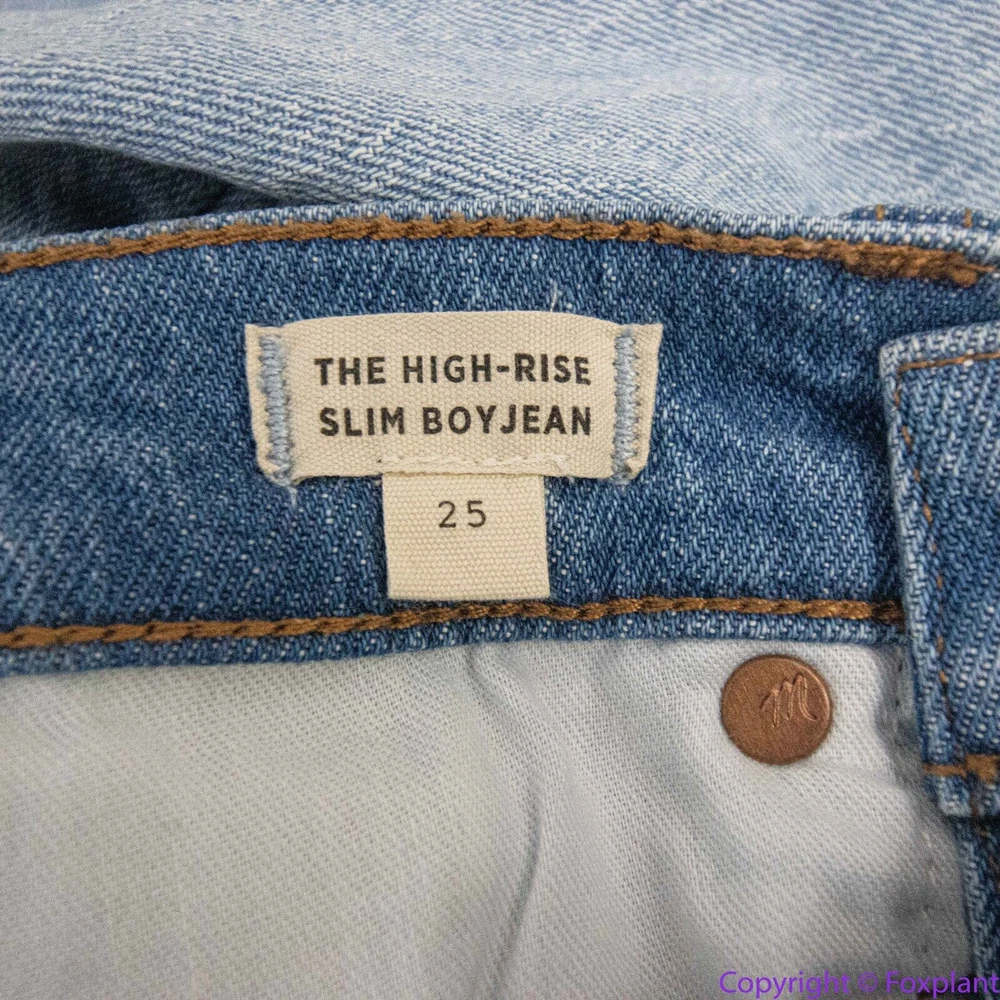 THE HIGH-RISE
SLIM BOYJEAN
25
M
Copyright © Foxplant